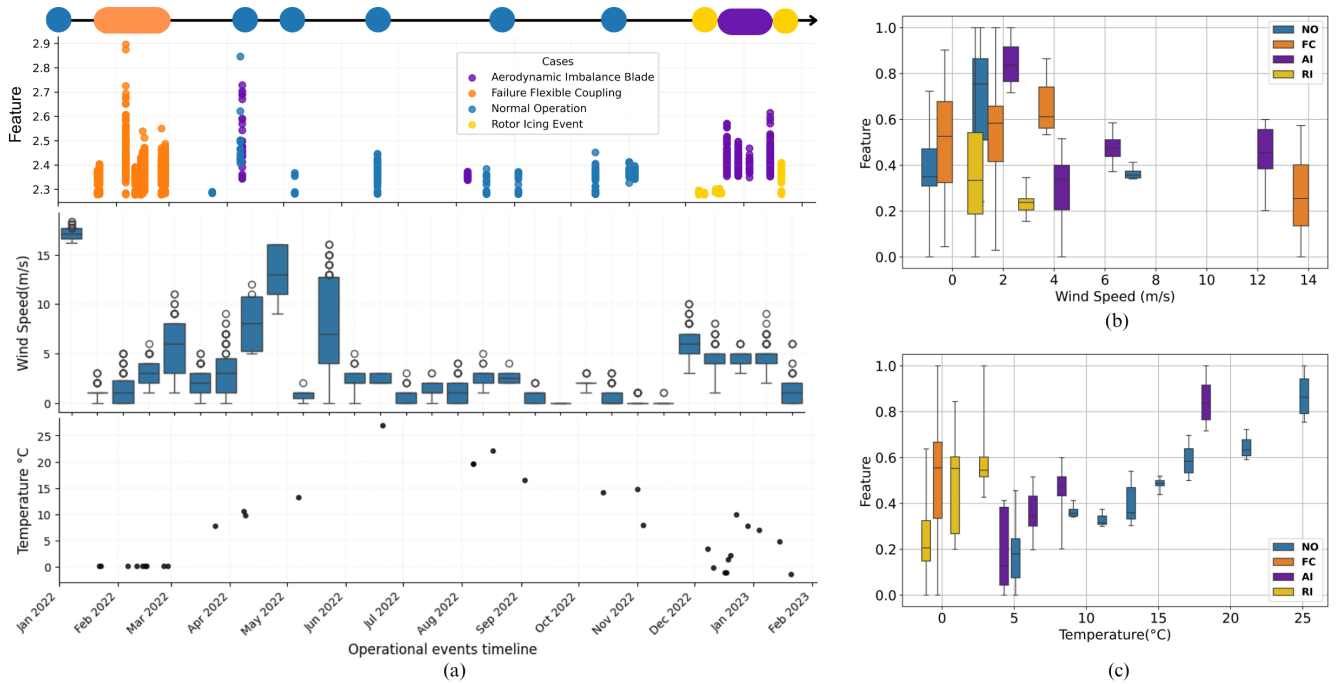 Feature
2.9
2.8
2.7
2.6
2.5
2.4
2.3
Cases
Aerodynamic Imbalance Blade
Failure Flexible Coupling
Normal Operation
Rotor Icing Event
Wind Speed(m/s)
15
10
5
0
Temperature °C
25
20
15
10
5
0
Jan 2022
Feb 2022
Mar 2022
Apr 2022
May 2022
Jun 2022
Jul 2022
Aug 2022
Sep 2022
Oct 2022
Nov 2022
Dec 2022
Jan 2023
Feb 2023
Operational events timeline
(a)
Feature
1.0
0.8
0.6
0.4
0.2
0.0
NO
FC
AI
RI
0 2 4 6 8 10 12 14
Wind Speed (m/s)
(b)
Feature
1.0
0.8
0.6
0.4
0.2
0.0
NO
FC
AI
RI
0 5 10 15 20 25
Temperature(°C)
(c)